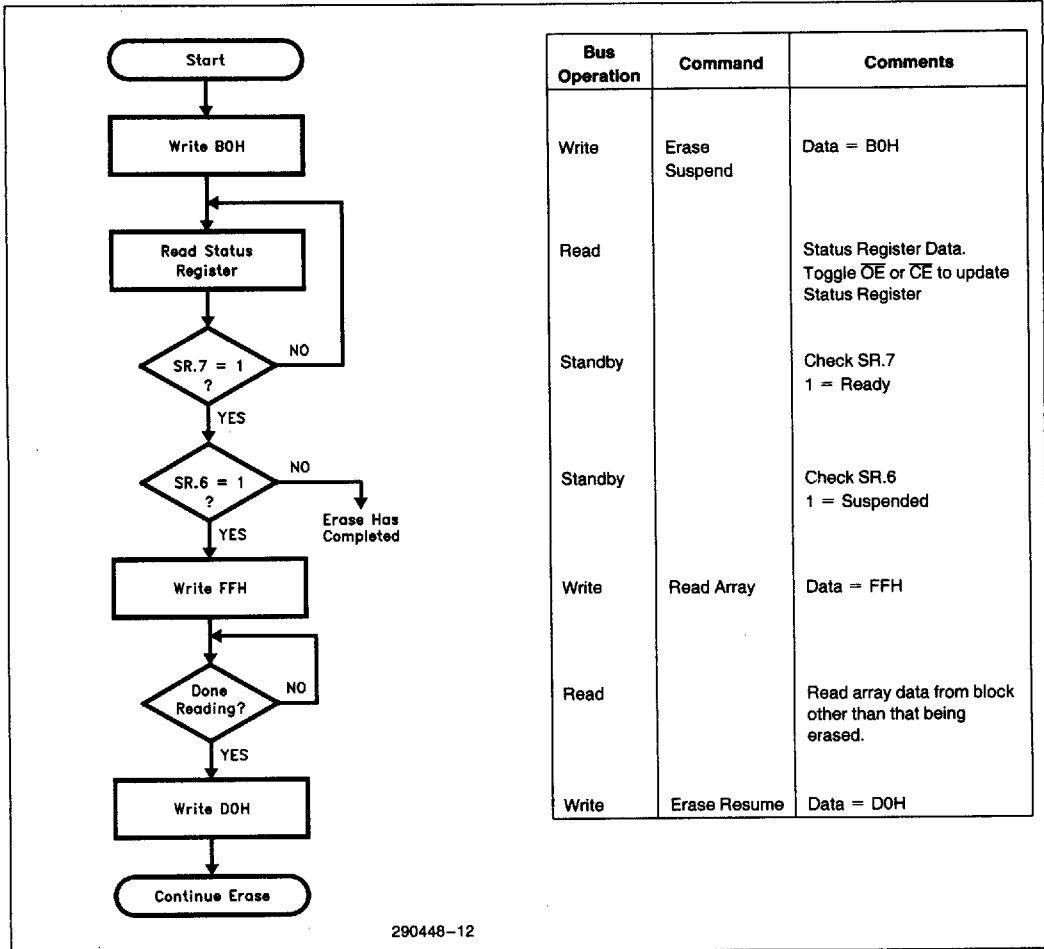 Start
Write B0H
Read Status
Register
SR.7 = 1
?
NO
YES
SR.6 = 1
?
NO
Erase Has
Completed
YES
Write FFH
Done
Reading?
NO
YES
Write D0H
Continue Erase
Bus
Operation
Command
Comments
Write
Erase
Suspend
Data = B0H
Read
Status Register Data.
Toggle O̅E̅ or C̅E̅ to update
Status Register
Standby
Check SR.7
1 = Ready
Standby
Check SR.6
1 = Suspended
Write
Read Array
Data = FFH
Read
Read array data from block
other than that being
erased.
Write
Erase Resume
Data = D0H
290448–12